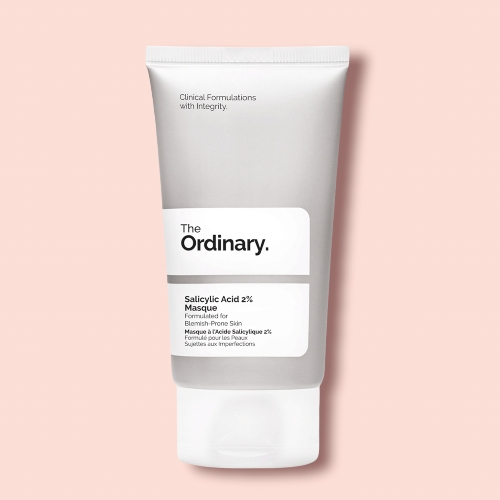 Clinical Formulations
with Integrity.
The
Ordinary.
Salicylic Acid 2%
Masque
Formulated for
Blemish-Prone Skin
Masque à l'Acide Salicylique 2%
Formulé pour les Peaux
Sujettes aux Imperfections